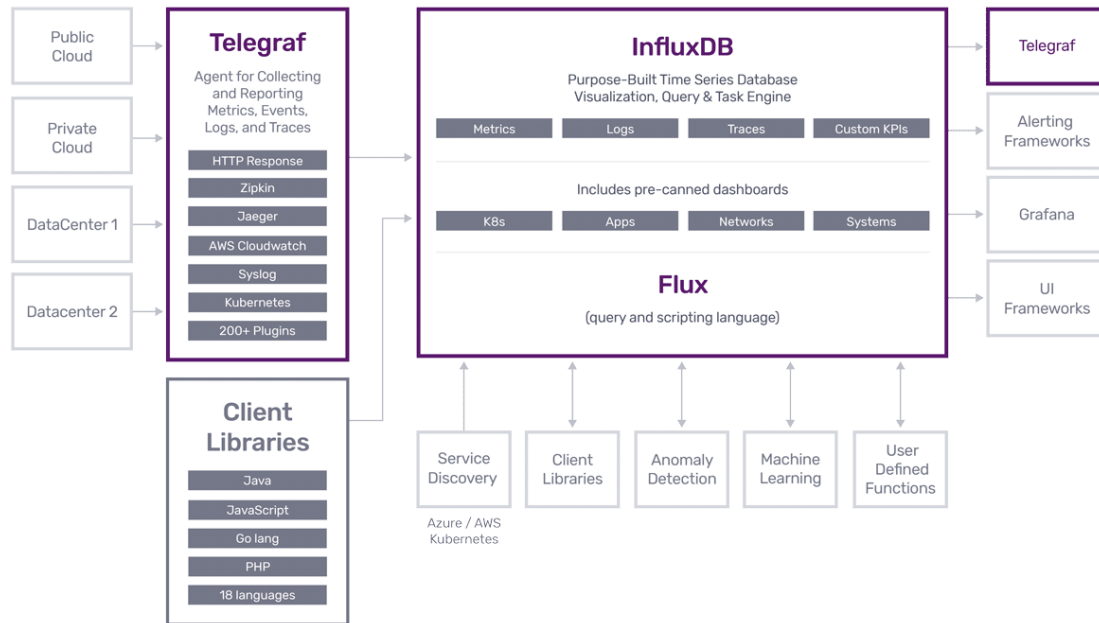 Public
Cloud
Private
Cloud
DataCenter 1
Datacenter 2
Telegraf
Agent for Collecting
and Reporting
Metrics, Events,
Logs, and Traces
HTTP Response
Zipkin
Jaeger
AWS Cloudwatch
Syslog
Kubernetes
200+ Plugins
Client
Libraries
Java
JavaScript
Go lang
PHP
18 languages
InfluxDB
Purpose-Built Time Series Database
Visualization, Query & Task Engine
Metrics
Logs
Traces
Custom KPIs
Includes pre-canned dashboards
K8s
Apps
Networks
Systems
Flux
(query and scripting language)
Service
Discovery
Azure / AWS
Kubernetes
Client
Libraries
Anomaly
Detection
Machine
Learning
User
Defined
Functions
Telegraf
Alerting
Frameworks
Grafana
UI
Frameworks